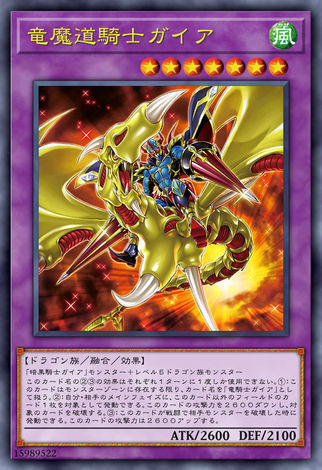 竜魔道騎士ガイア
風
【ドラゴン族／融合／効果】
「暗黒騎士ガイア」モンスター＋レベル５ドラゴン族モンスター
このカード名の②③の効果はそれぞれ１ターンに１度しか使用できない。①：こ
のカードはモンスターゾーンに存在する限り、カード名を「竜騎士ガイア」とし
て扱う。②：自分・相手のメインフェイズに、このカード以外のフィールドのカ
ード１枚を対象として発動できる。このカードの攻撃力を２６００ダウンし、対
象のカードを破壊する。③：このカードが戦闘で相手モンスターを破壊した時に
発動できる。このカードの攻撃力は２６００アップする。
ATK/2600 DEF/2100
15989522